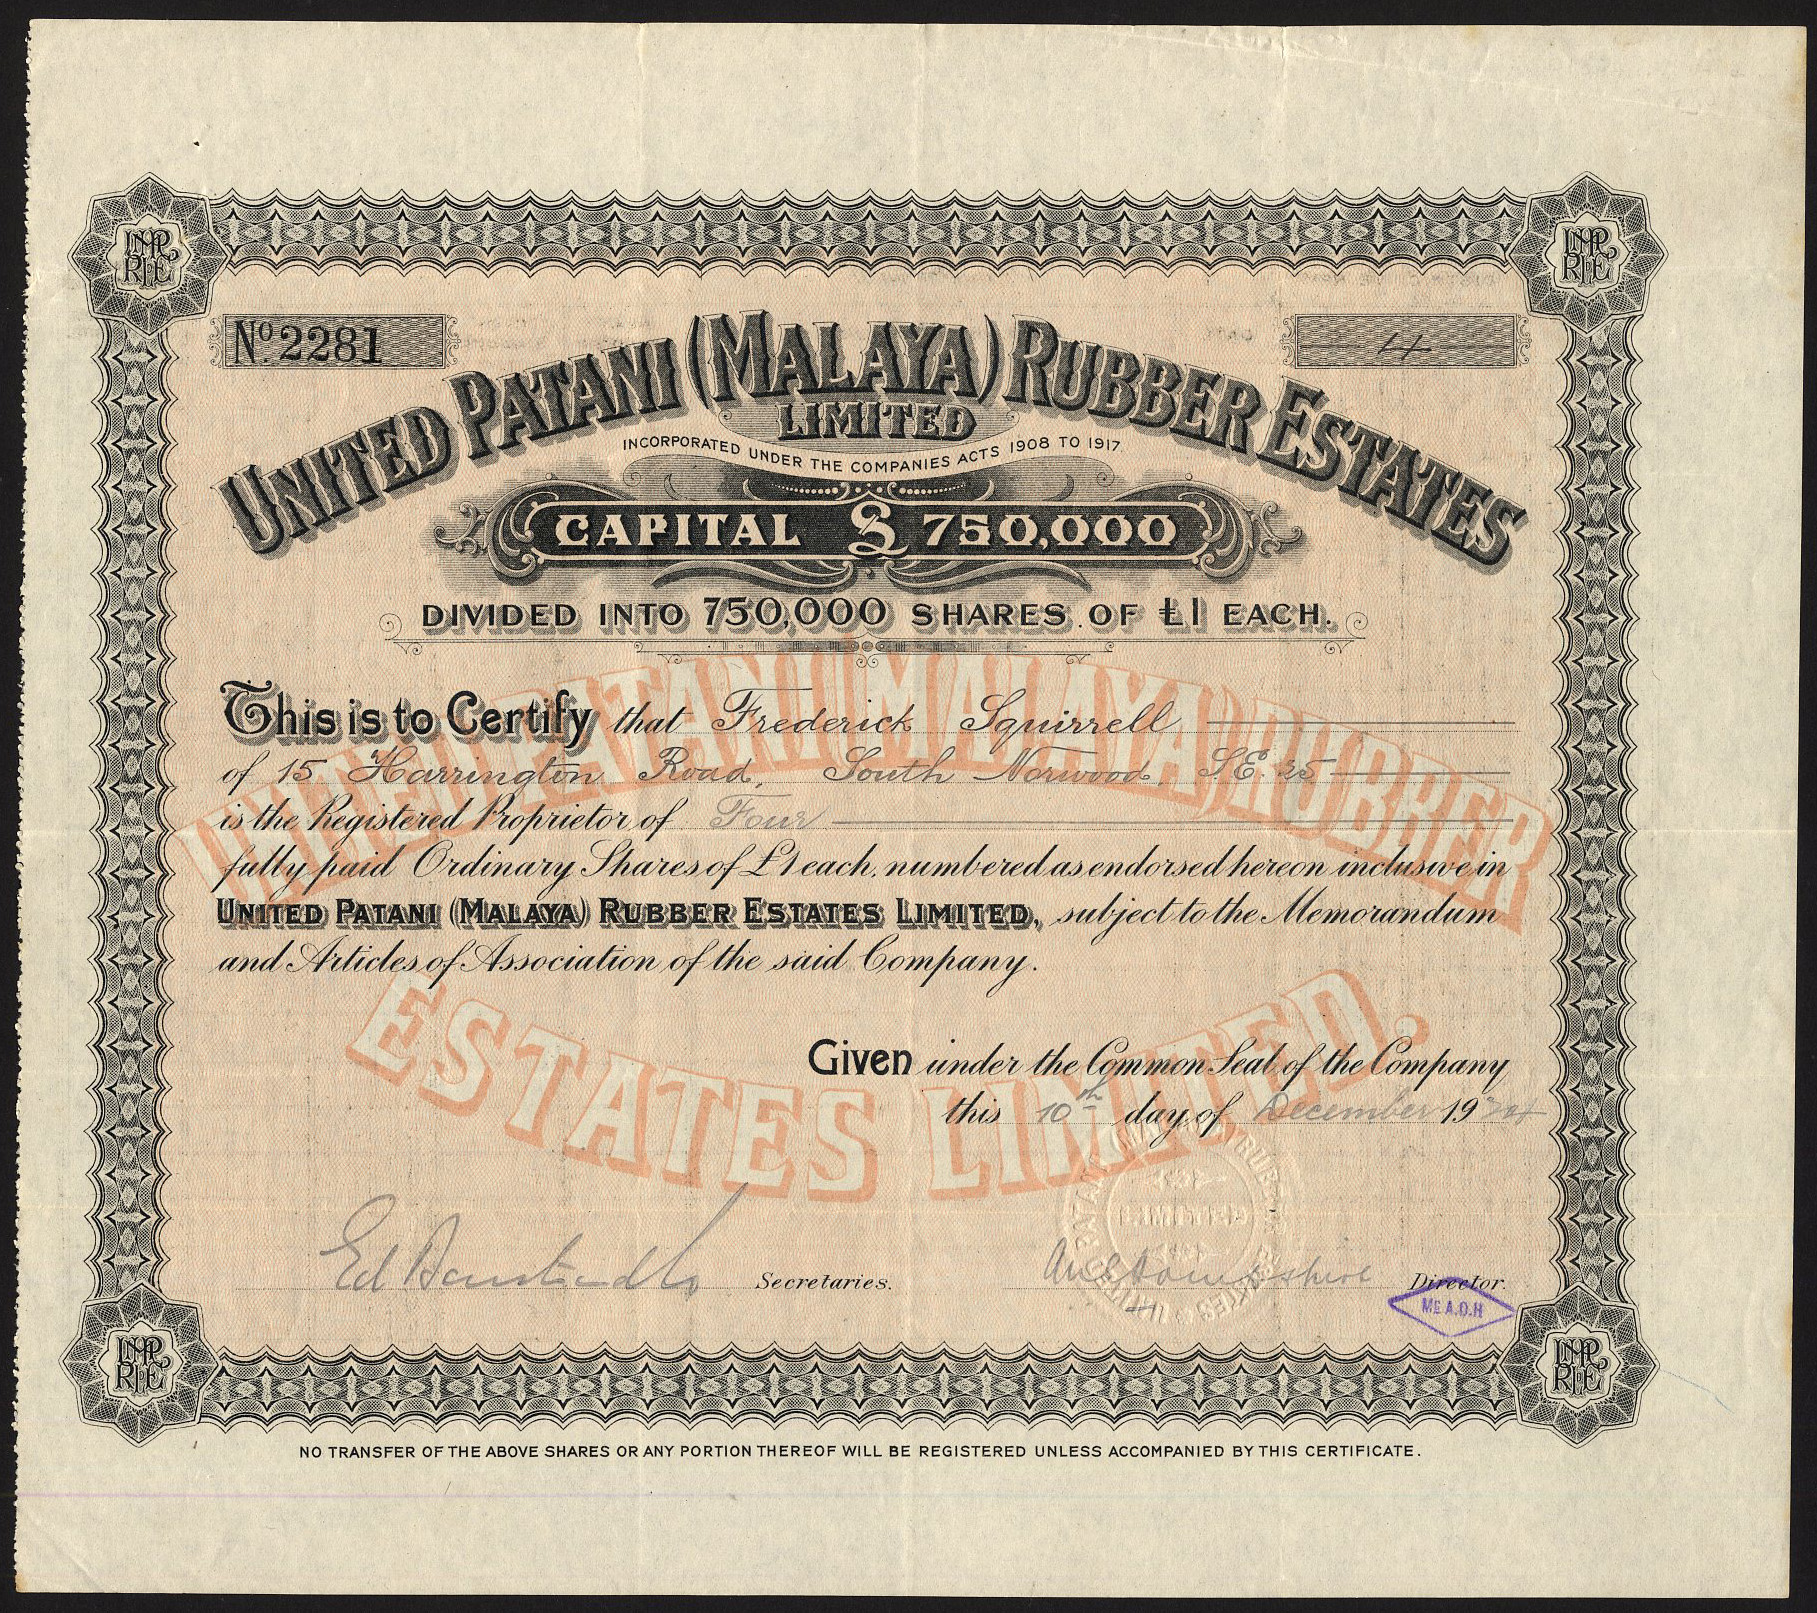 No. 2281
4
UNITED PATANI (MALAYA) RUBBER ESTATES
LIMITED
INCORPORATED UNDER THE COMPANIES ACTS 1908 TO 1917.
CAPITAL £ 750,000
DIVIDED INTO 750,000 SHARES OF £1 EACH.
This is to Certify that Frederick Squirrell
of 15 Harrington Road, South Norwood, S.E. 25
is the Registered Proprietor of Four
fully paid Ordinary Shares of £1 each, numbered as endorsed hereon inclusive in
UNITED PATANI (MALAYA) RUBBER ESTATES LIMITED, subject to the Memorandum
and Articles of Association of the said Company.
UNITED PATANI (MALAYA) RUBBER
ESTATES LIMITED.
Given under the Common Seal of the Company
this 10th day of December 19
LIMITED
Secretaries.
Director.
ME A.O.H
NO TRANSFER OF THE ABOVE SHARES OR ANY PORTION THEREOF WILL BE REGISTERED UNLESS ACCOMPANIED BY THIS CERTIFICATE.